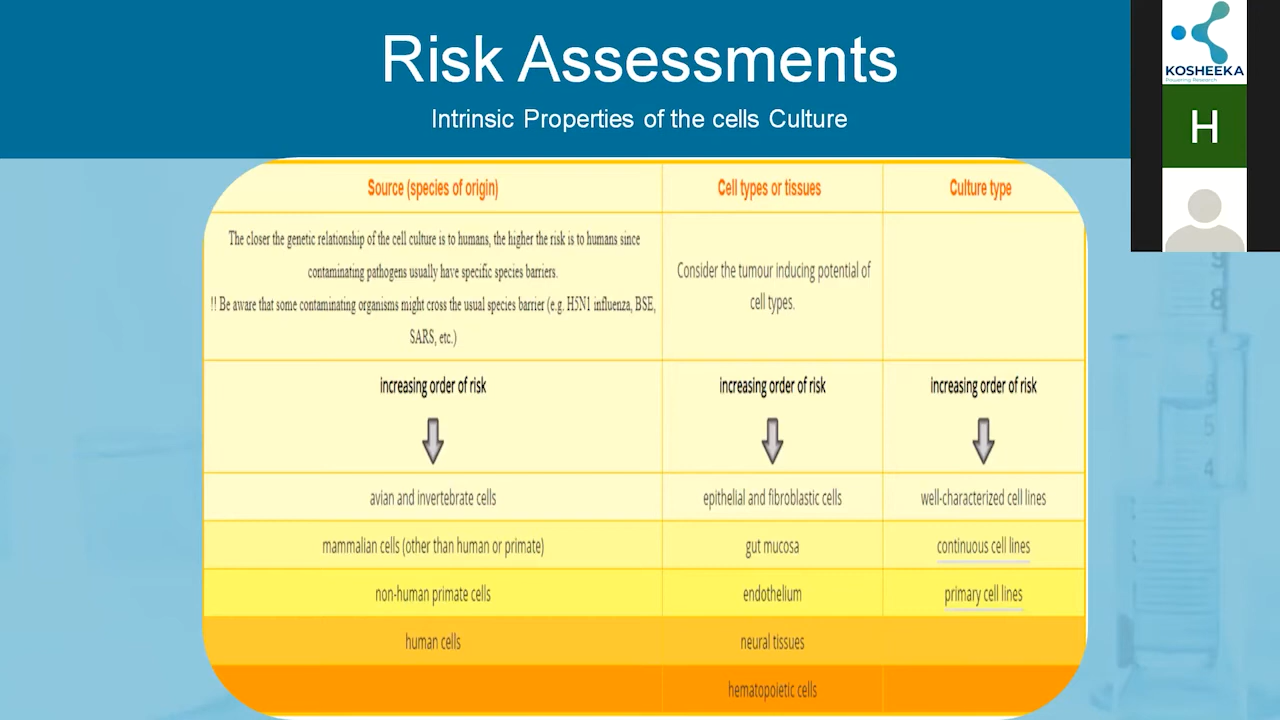 Risk Assessments
Intrinsic Properties of the cells Culture
KOSHEEKA
Powering Research
H
Source (species of origin)
Cell types or tissues
Culture type
The closer the genetic relationship of the cell culture is to humans, the higher the risk is to humans since
contaminating pathogens usually have specific species barriers.
!! Be aware that some contaminating organisms might cross the usual species barrier (e.g. H5N1 influenza, BSE,
SARS, etc.)
Consider the tumour inducing potential of
cell types.
increasing order of risk
increasing order of risk
increasing order of risk
avian and invertebrate cells
epithelial and fibroblastic cells
well-characterized cell lines
mammalian cells (other than human or primate)
gut mucosa
continuous cell lines
non-human primate cells
endothelium
primary cell lines
human cells
neural tissues
hematopoietic cells
8
5
4